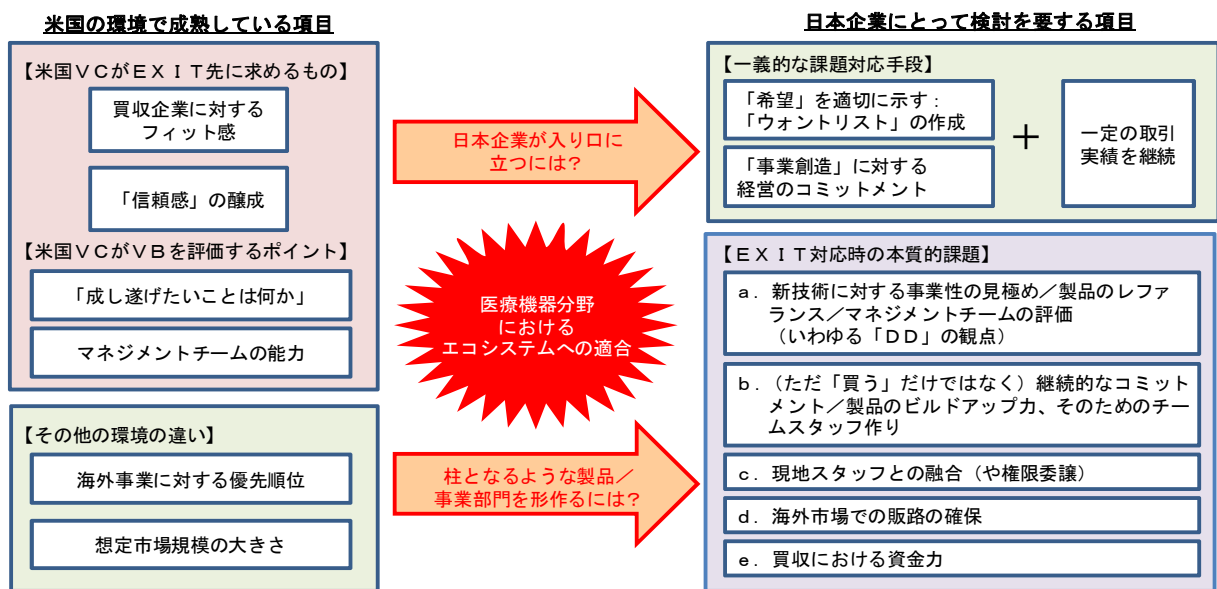 米国の環境で成熟している項目
【米国ＶＣがＥＸＩＴ先に求めるもの】
買収企業に対する
フィット感
「信頼感」の醸成
【米国ＶＣがＶＢを評価するポイント】
「成し遂げたいことは何か」
マネジメントチームの能力
【その他の環境の違い】
海外事業に対する優先順位
想定市場規模の大きさ
日本企業が入り口に
立つには？
医療機器分野
における
エコシステムへの適合
柱となるような製品／
事業部門を形作るには？
日本企業にとって検討を要する項目
【一義的な課題対応手段】
「希望」を適切に示す：
「ウォントリスト」の作成
「事業創造」に対する
経営のコミットメント
＋
一定の取引
実績を継続
【ＥＸＩＴ対応時の本質的課題】
ａ．新技術に対する事業性の見極め／製品のレファ
ランス／マネジメントチームの評価
（いわゆる「ＤＤ」の観点）
ｂ．（ただ「買う」だけではなく）継続的なコミット
メント／製品のビルドアップ力、そのためのチー
ムスタッフ作り
ｃ．現地スタッフとの融合（や権限委譲）
ｄ．海外市場での販路の確保
ｅ．買収における資金力